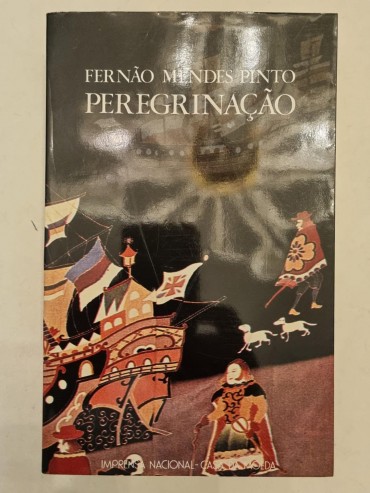 FERNÃO MENDES PINTO
PEREGRINAÇÃO
IMPRENSA NACIONAL-CASA DA MOEDA